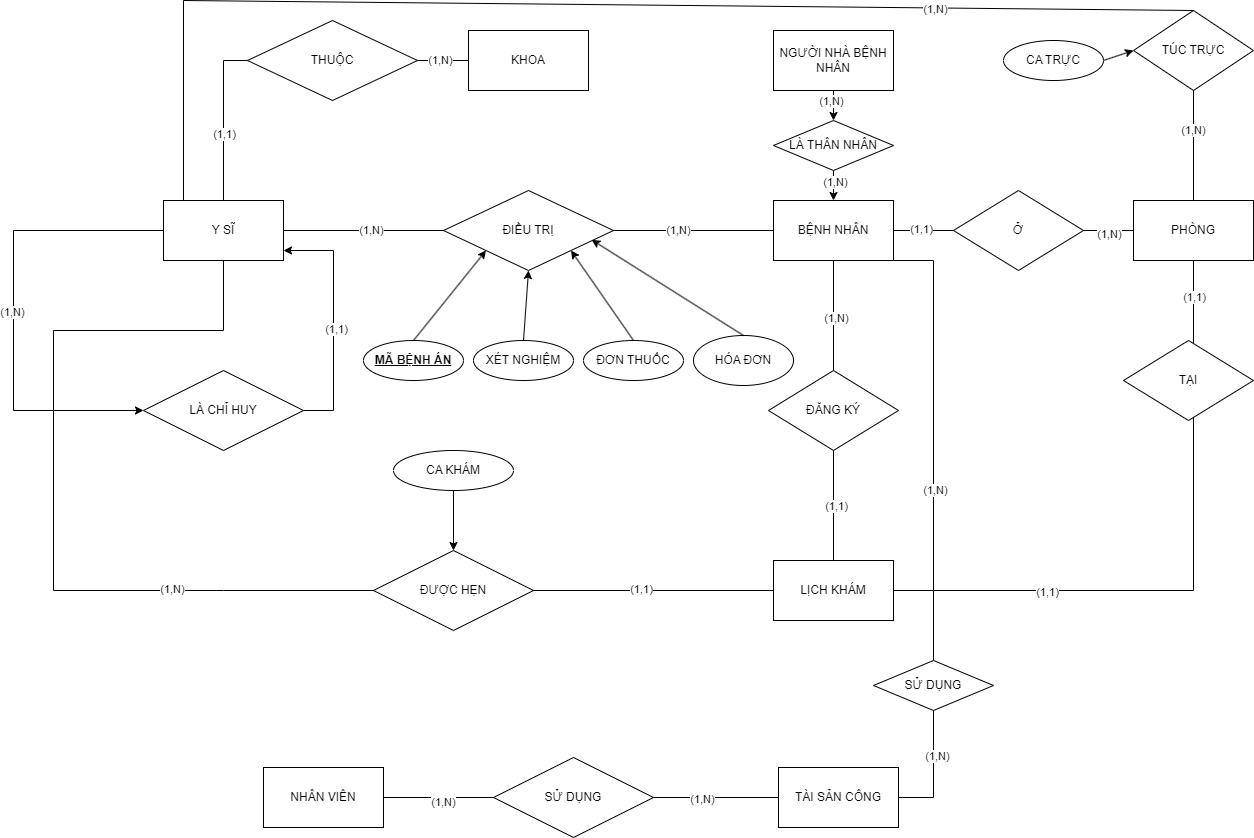 (1,N)
THUỘC
(1,N)
KHOA
NGƯỜI NHÀ BỆNH
NHÂN
CA TRỰC
TÚC TRỰC
(1,N)
(1,1)
(1,N)
LÀ THÂN NHÂN
(1,N)
Y SĨ
(1,N)
ĐIỀU TRỊ
(1,N)
BỆNH NHÂN
(1,1)
Ở
(1,N)
PHÒNG
(1,N)
(1,1)
(1,N)
(1,1)
MÃ BỆNH ÁN
XÉT NGHIỆM
ĐƠN THUỐC
HÓA ĐƠN
TẠI
LÀ CHỈ HUY
ĐĂNG KÝ
CA KHÁM
(1,N)
(1,1)
(1,N)
ĐƯỢC HẸN
(1,1)
LỊCH KHÁM
(1,1)
SỬ DỤNG
(1,N)
NHÂN VIÊN
(1,N)
SỬ DỤNG
(1,N)
TÀI SẢN CÔNG